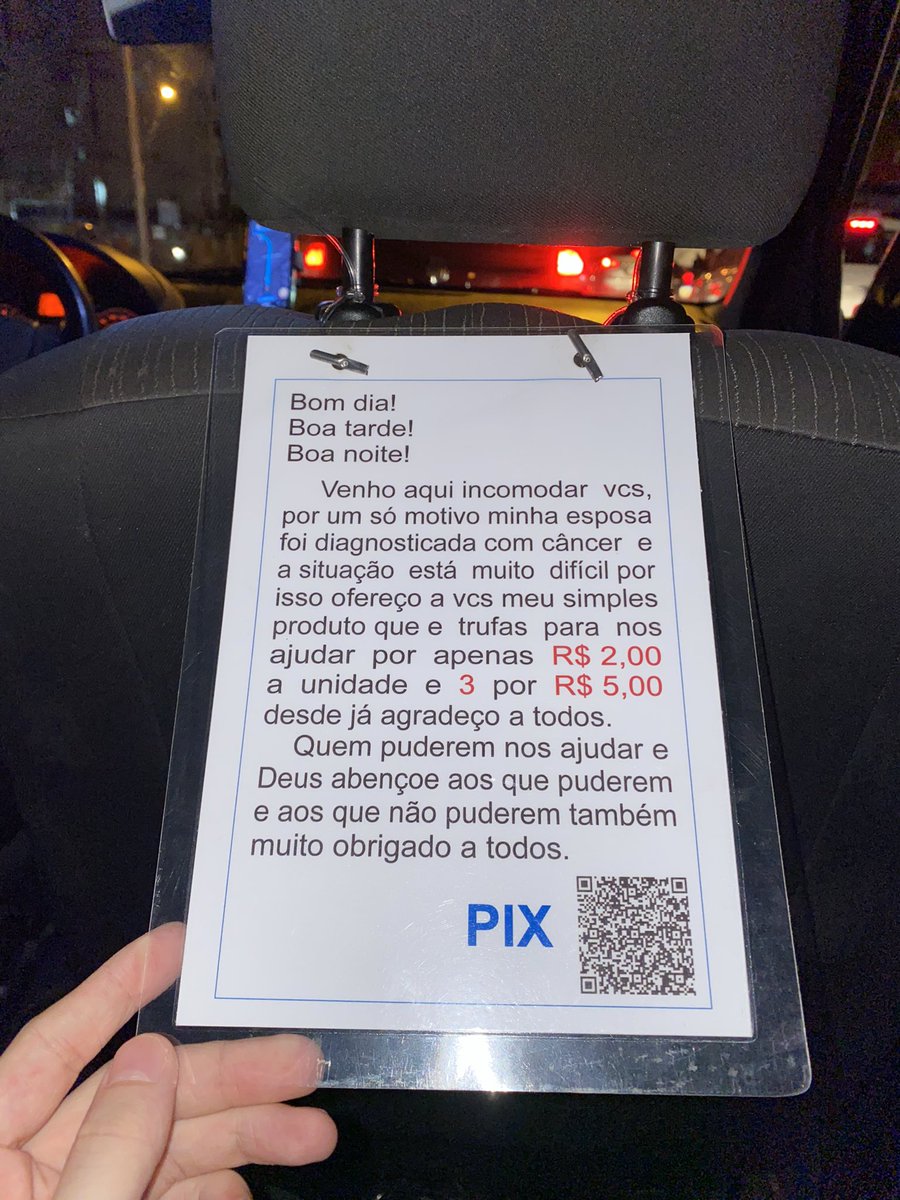 Bom dia!
Boa tarde!
Boa noite!
Venho aqui incomodar vcs,
por um só motivo minha esposa
foi diagnosticada com câncer e
a situação está muito difícil por
isso ofereço a vcs meu simples
produto que e trufas para nos
ajudar por apenas R$ 2,00
a unidade e 3 por R$ 5,00
desde já agradeço a todos.
Quem puderem nos ajudar e
Deus abençoe aos que puderem
e aos que não puderem também
muito obrigado a todos.
PIX